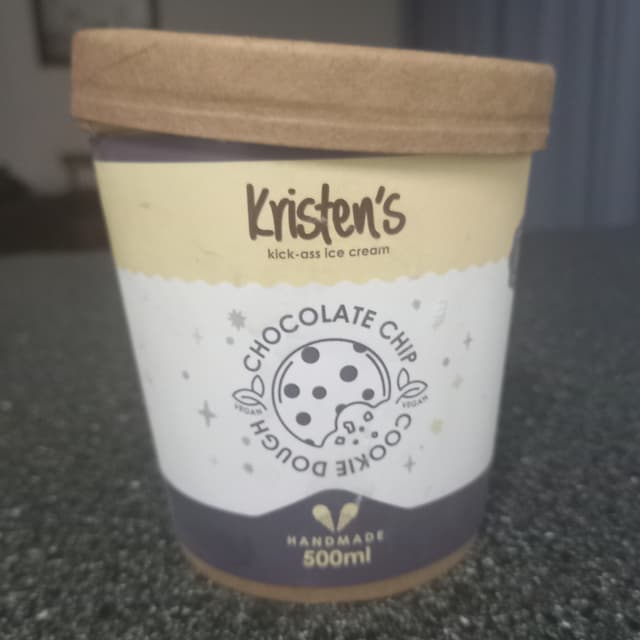 Kristen's
kick-ass ice cream
CHOCOLATE CHIP
VEGAN
VEGAN
COOKIE DOUGH
HANDMADE
500ml